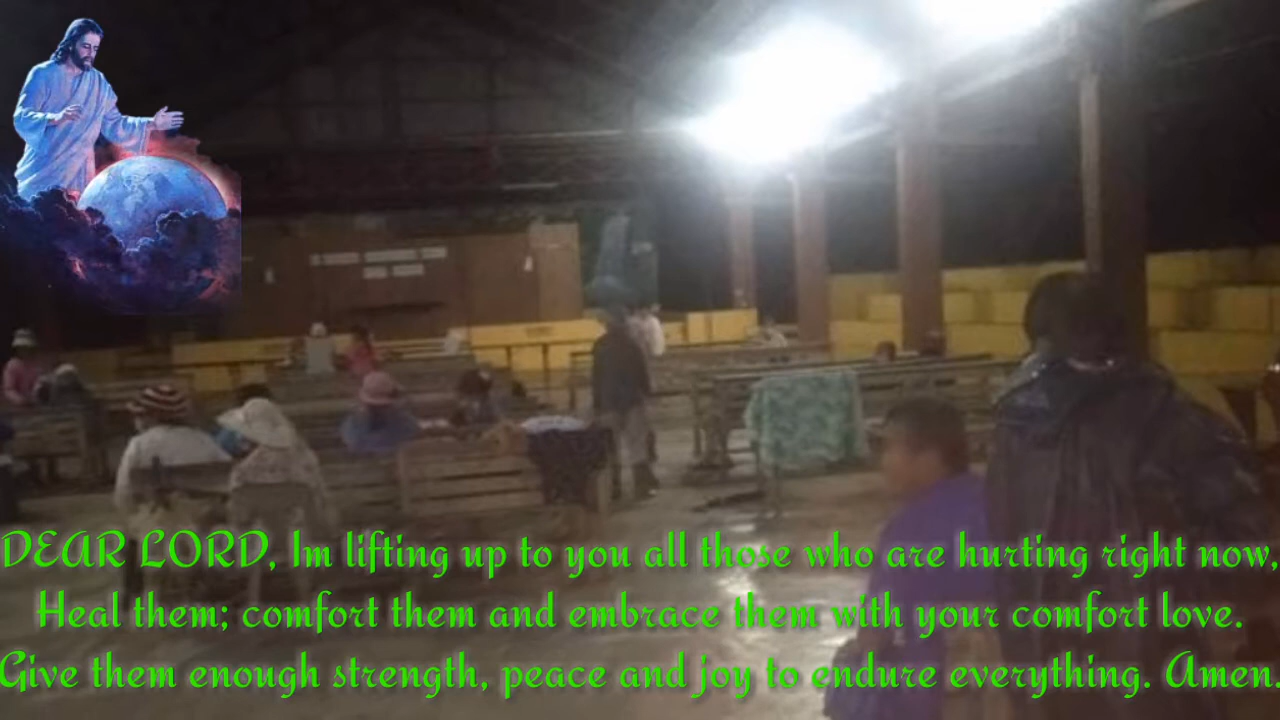 DEAR LORD, Im lifting up to you all those who are hurting right now,
Heal them; comfort them and embrace them with your comfort love.
Give them enough strength, peace and joy to endure everything. Amen.